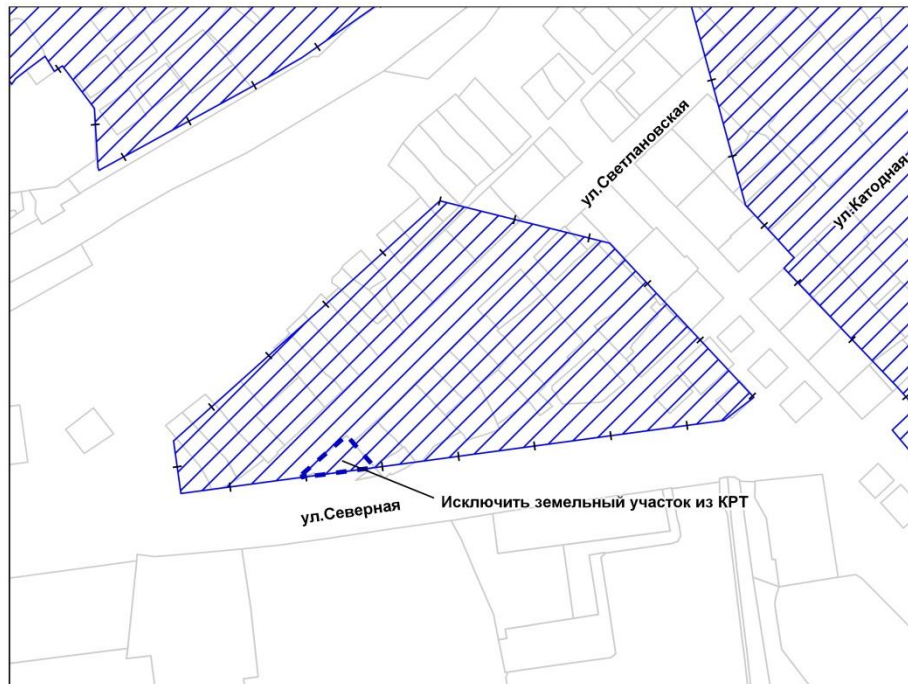 ул.Светлановская
ул.Катодная
ул.Северная
Исключить земельный участок из КРТ